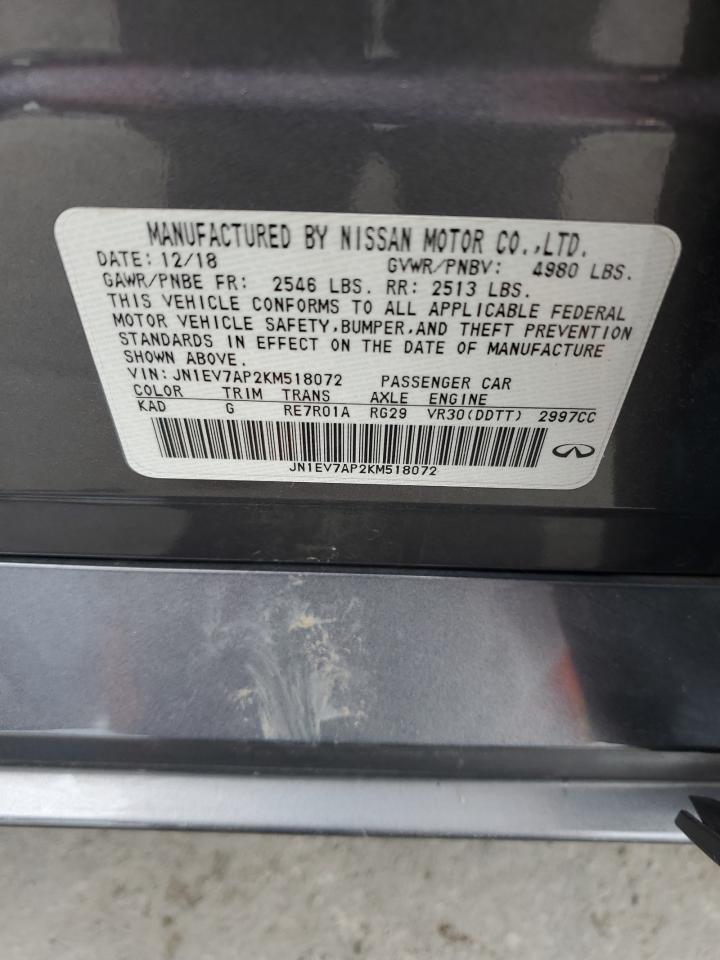 MANUFACTURED BY NISSAN MOTOR CO.,LTD.
DATE: 12/18 GVWR/PNBV: 4980 LBS.
GAWR/PNBE FR: 2546 LBS. RR: 2513 LBS.
THIS VEHICLE CONFORMS TO ALL APPLICABLE FEDERAL
MOTOR VEHICLE SAFETY,BUMPER,AND THEFT PREVENTION
STANDARDS IN EFFECT ON THE DATE OF MANUFACTURE
SHOWN ABOVE.
VIN: JN1EV7AP2KM518072 PASSENGER CAR
COLOR TRIM TRANS AXLE ENGINE
KAD G RE7R01A RG29 VR30(DDTT) 2997CC
JN1EV7AP2KM518072